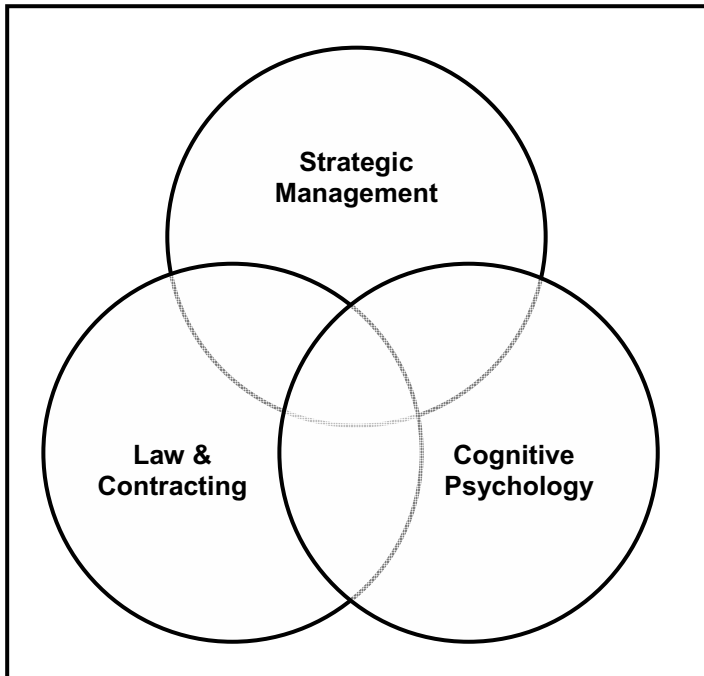 Strategic
Management
Law &
Contracting
Cognitive
Psychology